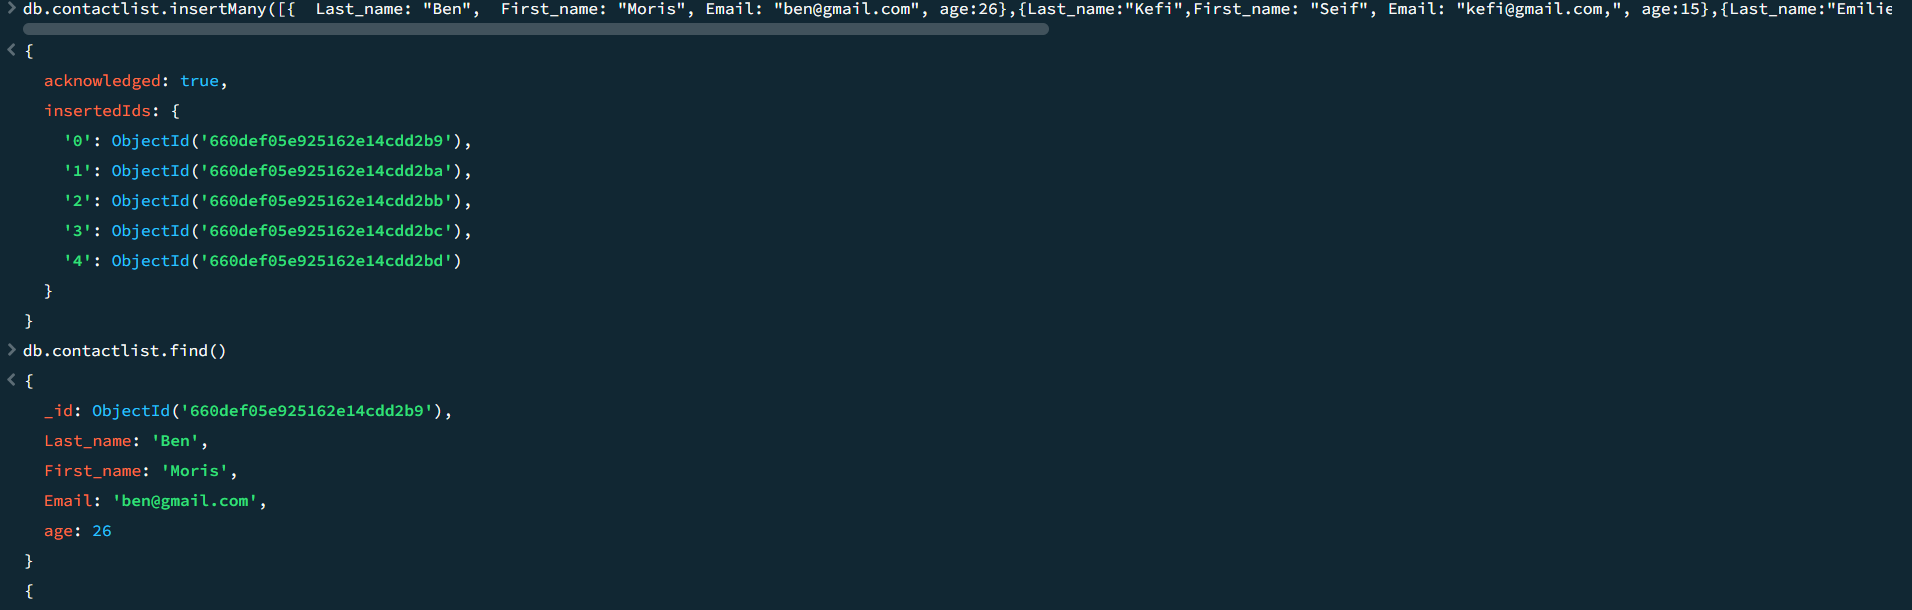 > db.contactlist.insertMany([{  Last_name: "Ben",  First_name: "Moris", Email: "ben@gmail.com", age:26},{Last_name:"Kefi",First_name: "Seif", Email: "kefi@gmail.com,", age:15},{Last_name:"Emilie
< {
acknowledged: true,
insertedIds: {
'0': ObjectId('660def05e925162e14cdd2b9'),
'1': ObjectId('660def05e925162e14cdd2ba'),
'2': ObjectId('660def05e925162e14cdd2bb'),
'3': ObjectId('660def05e925162e14cdd2bc'),
'4': ObjectId('660def05e925162e14cdd2bd')
}
}
> db.contactlist.find()
< {
_id: ObjectId('660def05e925162e14cdd2b9'),
Last_name: 'Ben',
First_name: 'Moris',
Email: 'ben@gmail.com',
age: 26
}
{